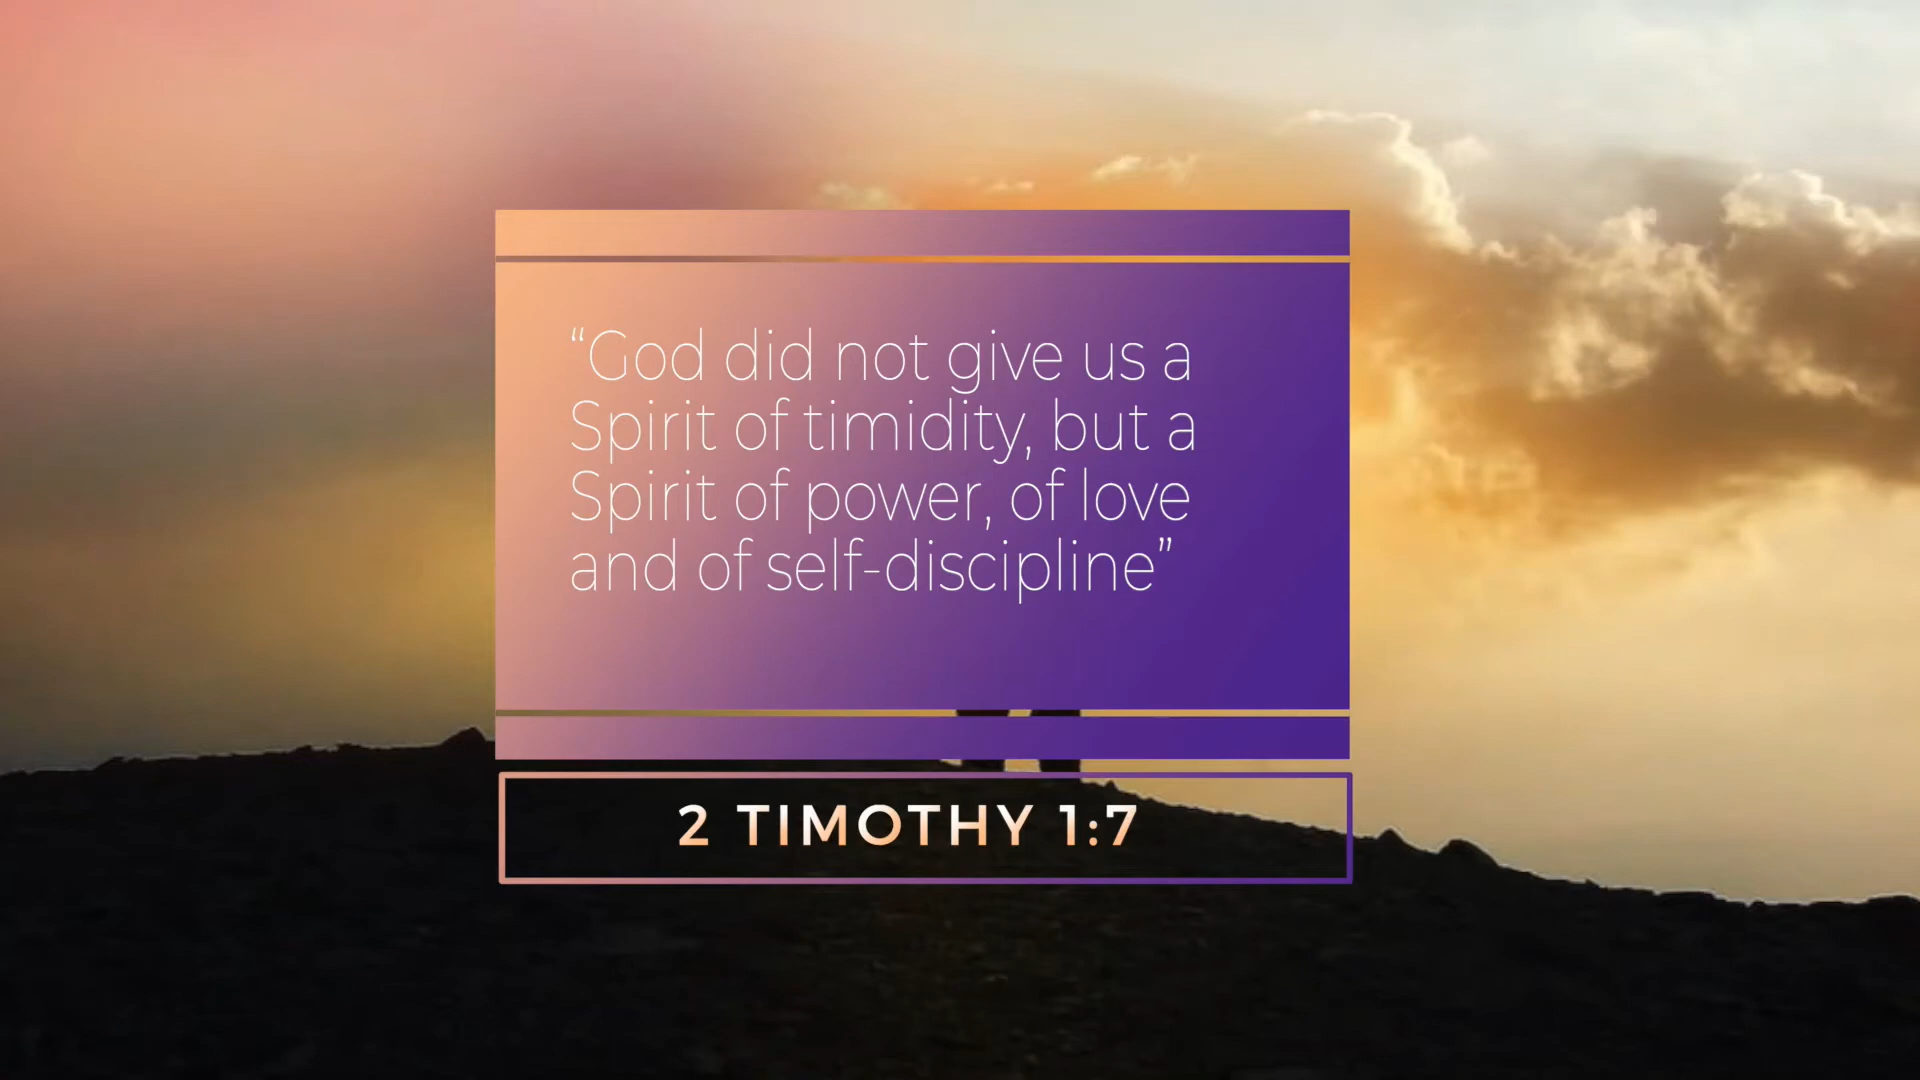 “God did not give us a
Spirit of timidity, but a
Spirit of power, of love
and of self-discipline”
2 TIMOTHY 1:7